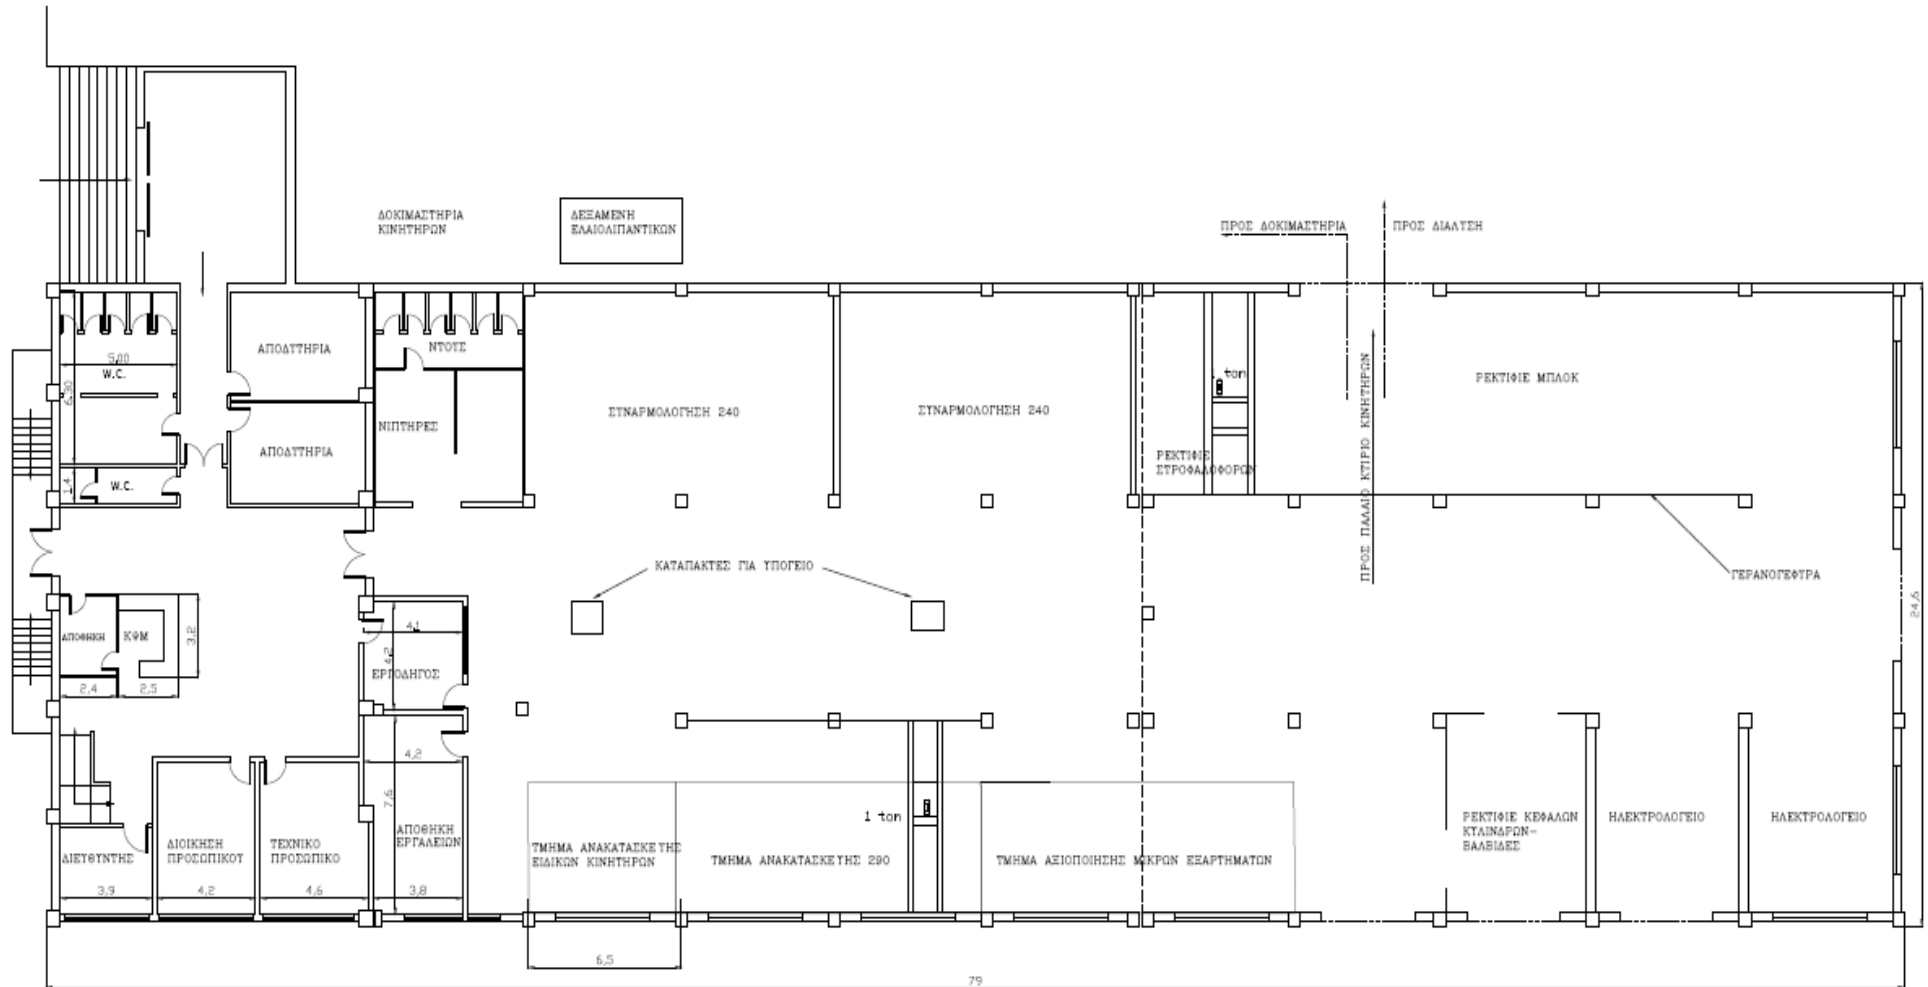 ΔΟΚΙΜΑΣΤΗΡΙΑ
ΚΙΝΗΤΗΡΩΝ
ΔΕΞΑΜΕΝΗ
ΕΛΑΙΟΛΙΠΑΝΤΙΚΩΝ
ΠΡΟΣ ΔΟΚΙΜΑΣΤΗΡΙΑ
ΠΡΟΣ ΔΙΑΛΥΣΗ
5,00
W.C.
6,30
ΑΠΟΔΥΤΗΡΙΑ
ΝΤΟΥΣ
ΝΙΠΤΗΡΕΣ
ΑΠΟΔΥΤΗΡΙΑ
W.C.
1,4
ΣΥΝΑΡΜΟΛΟΓΗΣΗ 240
ΣΥΝΑΡΜΟΛΟΓΗΣΗ 240
ton
ΡΕΚΤΙΦΙΕ
ΣΤΡΟΦΑΛΟΦΟΡΩΝ
ΡΕΚΤΙΦΙΕ ΜΠΛΟΚ
ΠΡΟΣ ΠΑΛΑΙΟ ΚΤΙΡΙΟ ΚΙΝΗΤΗΡΩΝ
ΚΑΤΑΠΑΚΤΕΣ ΓΙΑ ΥΠΟΓΕΙΟ
ΓΕΡΑΝΟΓΕΦΥΡΑ
24,6
ΑΠΟΘΗΚΗ
ΚΨΜ
3,2
2,4
2,5
4,1
4,2
ΕΡΓΟΔΗΓΟΣ
4,2
7,6
ΑΠΟΘΗΚΗ
ΕΡΓΑΛΕΙΩΝ
3,8
ΔΙΕΥΘΥΝΤΗΣ
3,9
ΔΙΟΙΚΗΣΗ
ΠΡΟΣΩΠΙΚΟΥ
4,2
ΤΕΧΝΙΚΟ
ΠΡΟΣΩΠΙΚΟ
4,6
ΤΜΗΜΑ ΑΝΑΚΑΤΑΣΚΕΥΗΣ
ΕΙΔΙΚΩΝ ΚΙΝΗΤΗΡΩΝ
1 ton
ΤΜΗΜΑ ΑΝΑΚΑΤΑΣΚΕΥΗΣ 290
ΤΜΗΜΑ ΑΞΙΟΠΟΙΗΣΗΣ ΜΙΚΡΩΝ ΕΞΑΡΤΗΜΑΤΩΝ
ΡΕΚΤΙΦΙΕ ΚΕΦΑΛΩΝ
ΚΥΛΙΝΔΡΩΝ-
ΒΑΛΒΙΔΕΣ
ΗΛΕΚΤΡΟΛΟΓΕΙΟ
ΗΛΕΚΤΡΟΛΟΓΕΙΟ
6,5
79